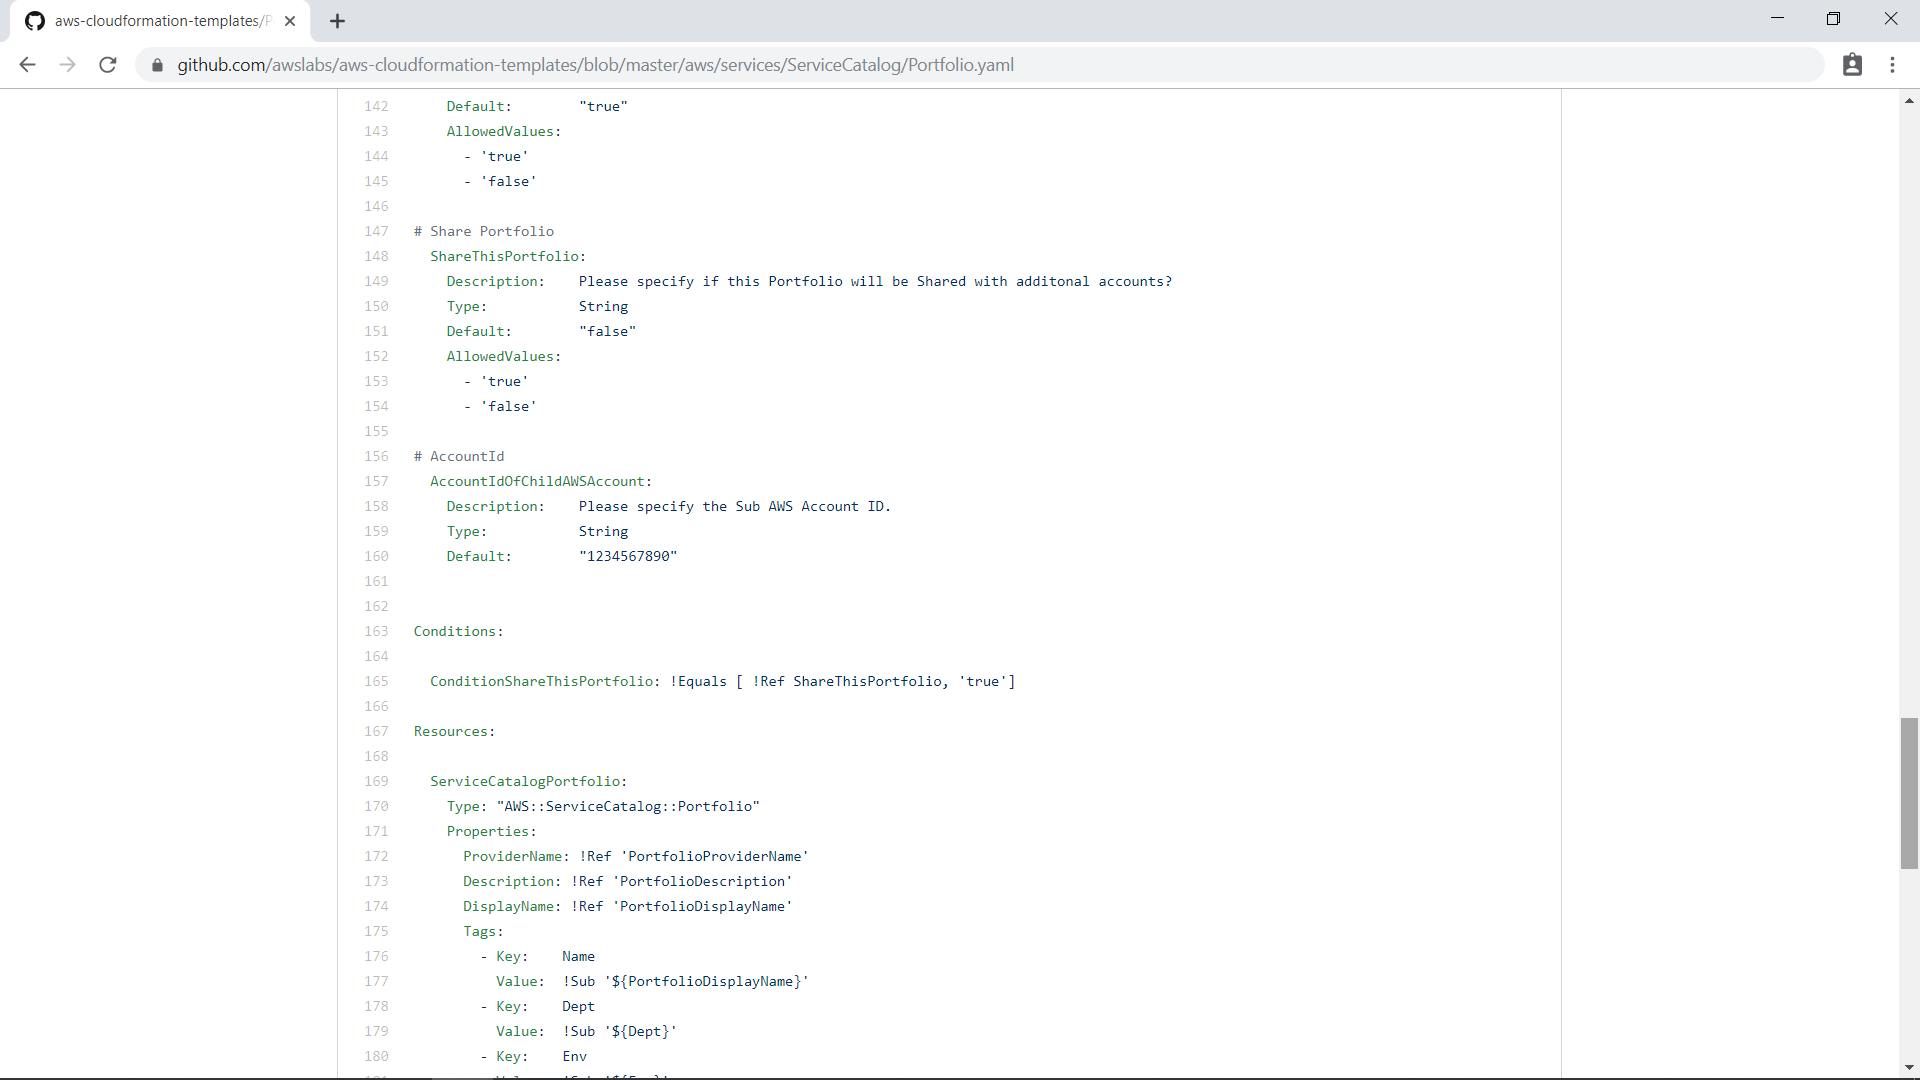 aws-cloudformation-templates/P
github.com/awslabs/aws-cloudformation-templates/blob/master/aws/services/ServiceCatalog/Portfolio.yaml
142 Default: "true"
143 AllowedValues:
144 - 'true'
145 - 'false'
146
147 # Share Portfolio
148 ShareThisPortfolio:
149 Description: Please specify if this Portfolio will be Shared with additonal accounts?
150 Type: String
151 Default: "false"
152 AllowedValues:
153 - 'true'
154 - 'false'
155
156 # AccountId
157 AccountIdOfChildAWSAccount:
158 Description: Please specify the Sub AWS Account ID.
159 Type: String
160 Default: "1234567890"
161
162
163 Conditions:
164
165 ConditionShareThisPortfolio: !Equals [ !Ref ShareThisPortfolio, 'true']
166
167 Resources:
168
169 ServiceCatalogPortfolio:
170 Type: "AWS::ServiceCatalog::Portfolio"
171 Properties:
172 ProviderName: !Ref 'PortfolioProviderName'
173 Description: !Ref 'PortfolioDescription'
174 DisplayName: !Ref 'PortfolioDisplayName'
175 Tags:
176 - Key: Name
177 Value: !Sub '${PortfolioDisplayName}'
178 - Key: Dept
179 Value: !Sub '${Dept}'
180 - Key: Env